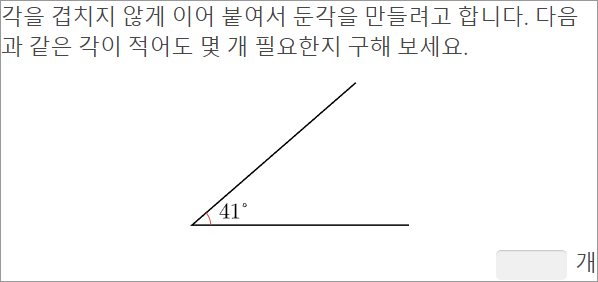 각을 겹치지 않게 이어 붙여서 둔각을 만들려고 합니다. 다음
과 같은 각이 적어도 몇 개 필요한지 구해 보세요.
41°
개